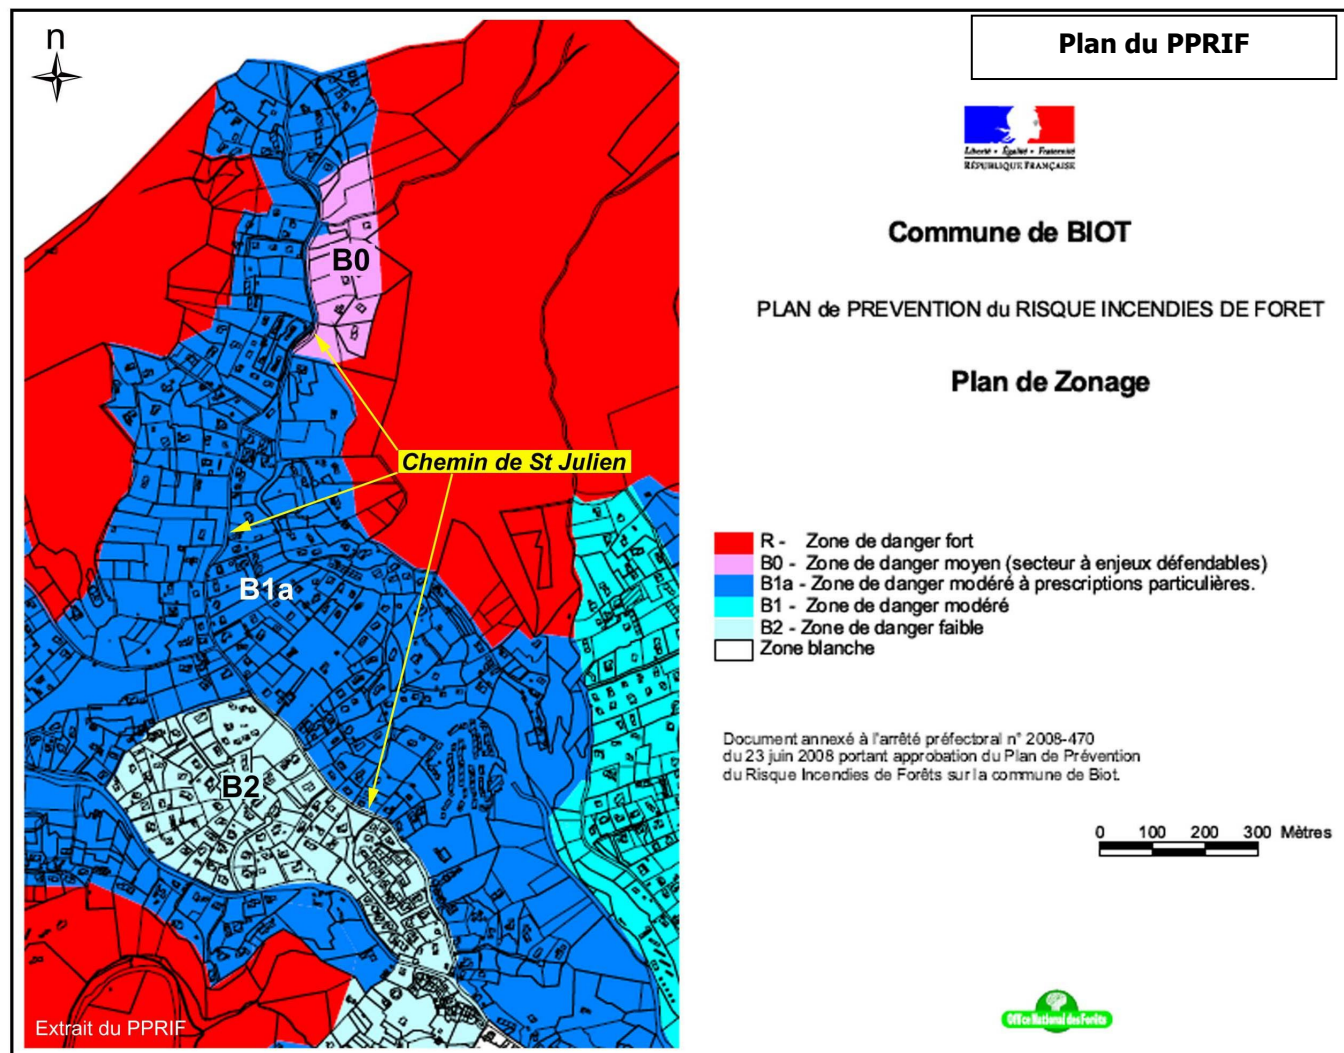 Plan du PPRIF
n
Liberté • Égalité • Fraternité
RÉPUBLIQUE FRANÇAISE
Commune de BIOT
PLAN de PREVENTION du RISQUE INCENDIES DE FORET
Plan de Zonage
B0
Chemin de St Julien
B1a
B2
R - Zone de danger fort
B0 - Zone de danger moyen (secteur à enjeux défendables)
B1a - Zone de danger modéré à prescriptions particulières.
B1 - Zone de danger modéré
B2 - Zone de danger faible
Zone blanche
Document annexé à l'arrêté préfectoral n° 2008-470
du 23 juin 2008 portant approbation du Plan de Prévention
du Risque Incendies de Forêts sur la commune de Biot.
0 100 200 300 Mètres
Office National des Forêts
Extrait du PPRIF